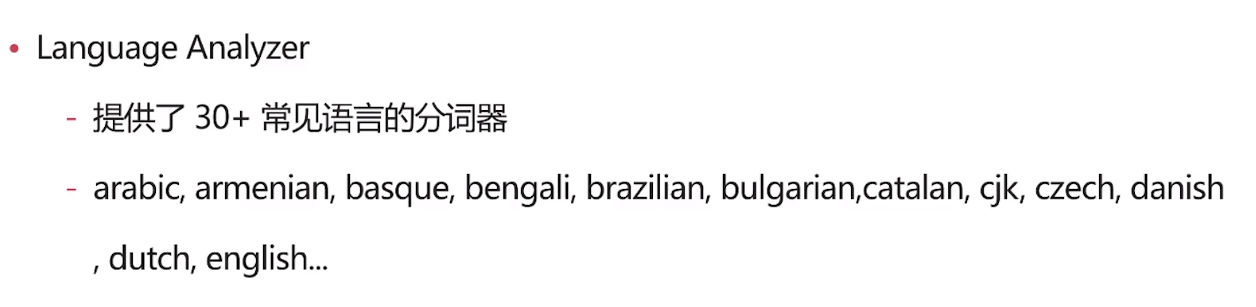 • Language Analyzer
- 提供了 30+ 常见语言的分词器
- arabic, armenian, basque, bengali, brazilian, bulgarian,catalan, cjk, czech, danish
, dutch, english...